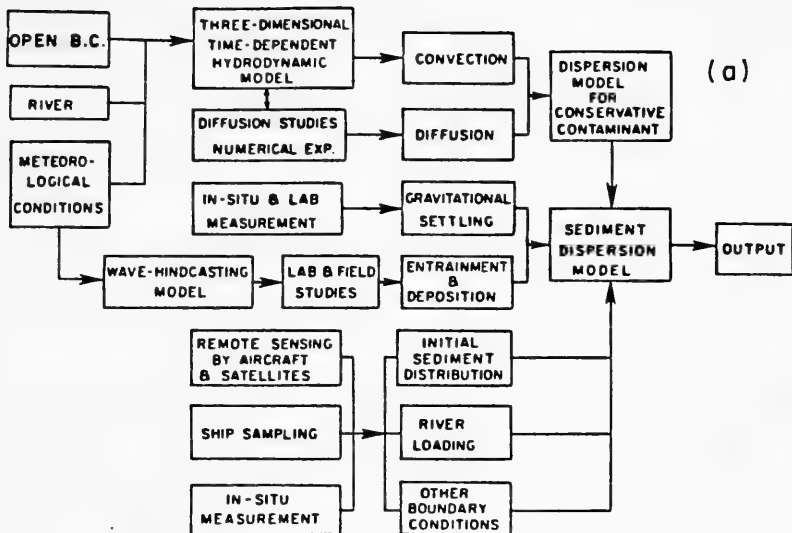 OPEN B.C.
RIVER
METEORO-
LOGICAL
CONDITIONS
THREE-DIMENSIONAL
TIME-DEPENDENT
HYDRODYNAMIC
MODEL
DIFFUSION STUDIES
NUMERICAL EXP.
CONVECTION
DIFFUSION
DISPERSION
MODEL
FOR
CONSERVATIVE
CONTAMINANT
(a)
IN-SITU & LAB
MEASUREMENT
GRAVITATIONAL
SETTLING
WAVE-HINDCASTING
MODEL
LAB & FIELD
STUDIES
ENTRAINMENT
&
DEPOSITION
SEDIMENT
DISPERSION
MODEL
OUTPUT
REMOTE SENSING
BY AIRCRAFT
& SATELLITES
SHIP SAMPLING
IN-SITU
MEASUREMENT
INITIAL
SEDIMENT
DISTRIBUTION
RIVER
LOADING
OTHER
BOUNDARY
CONDITIONS